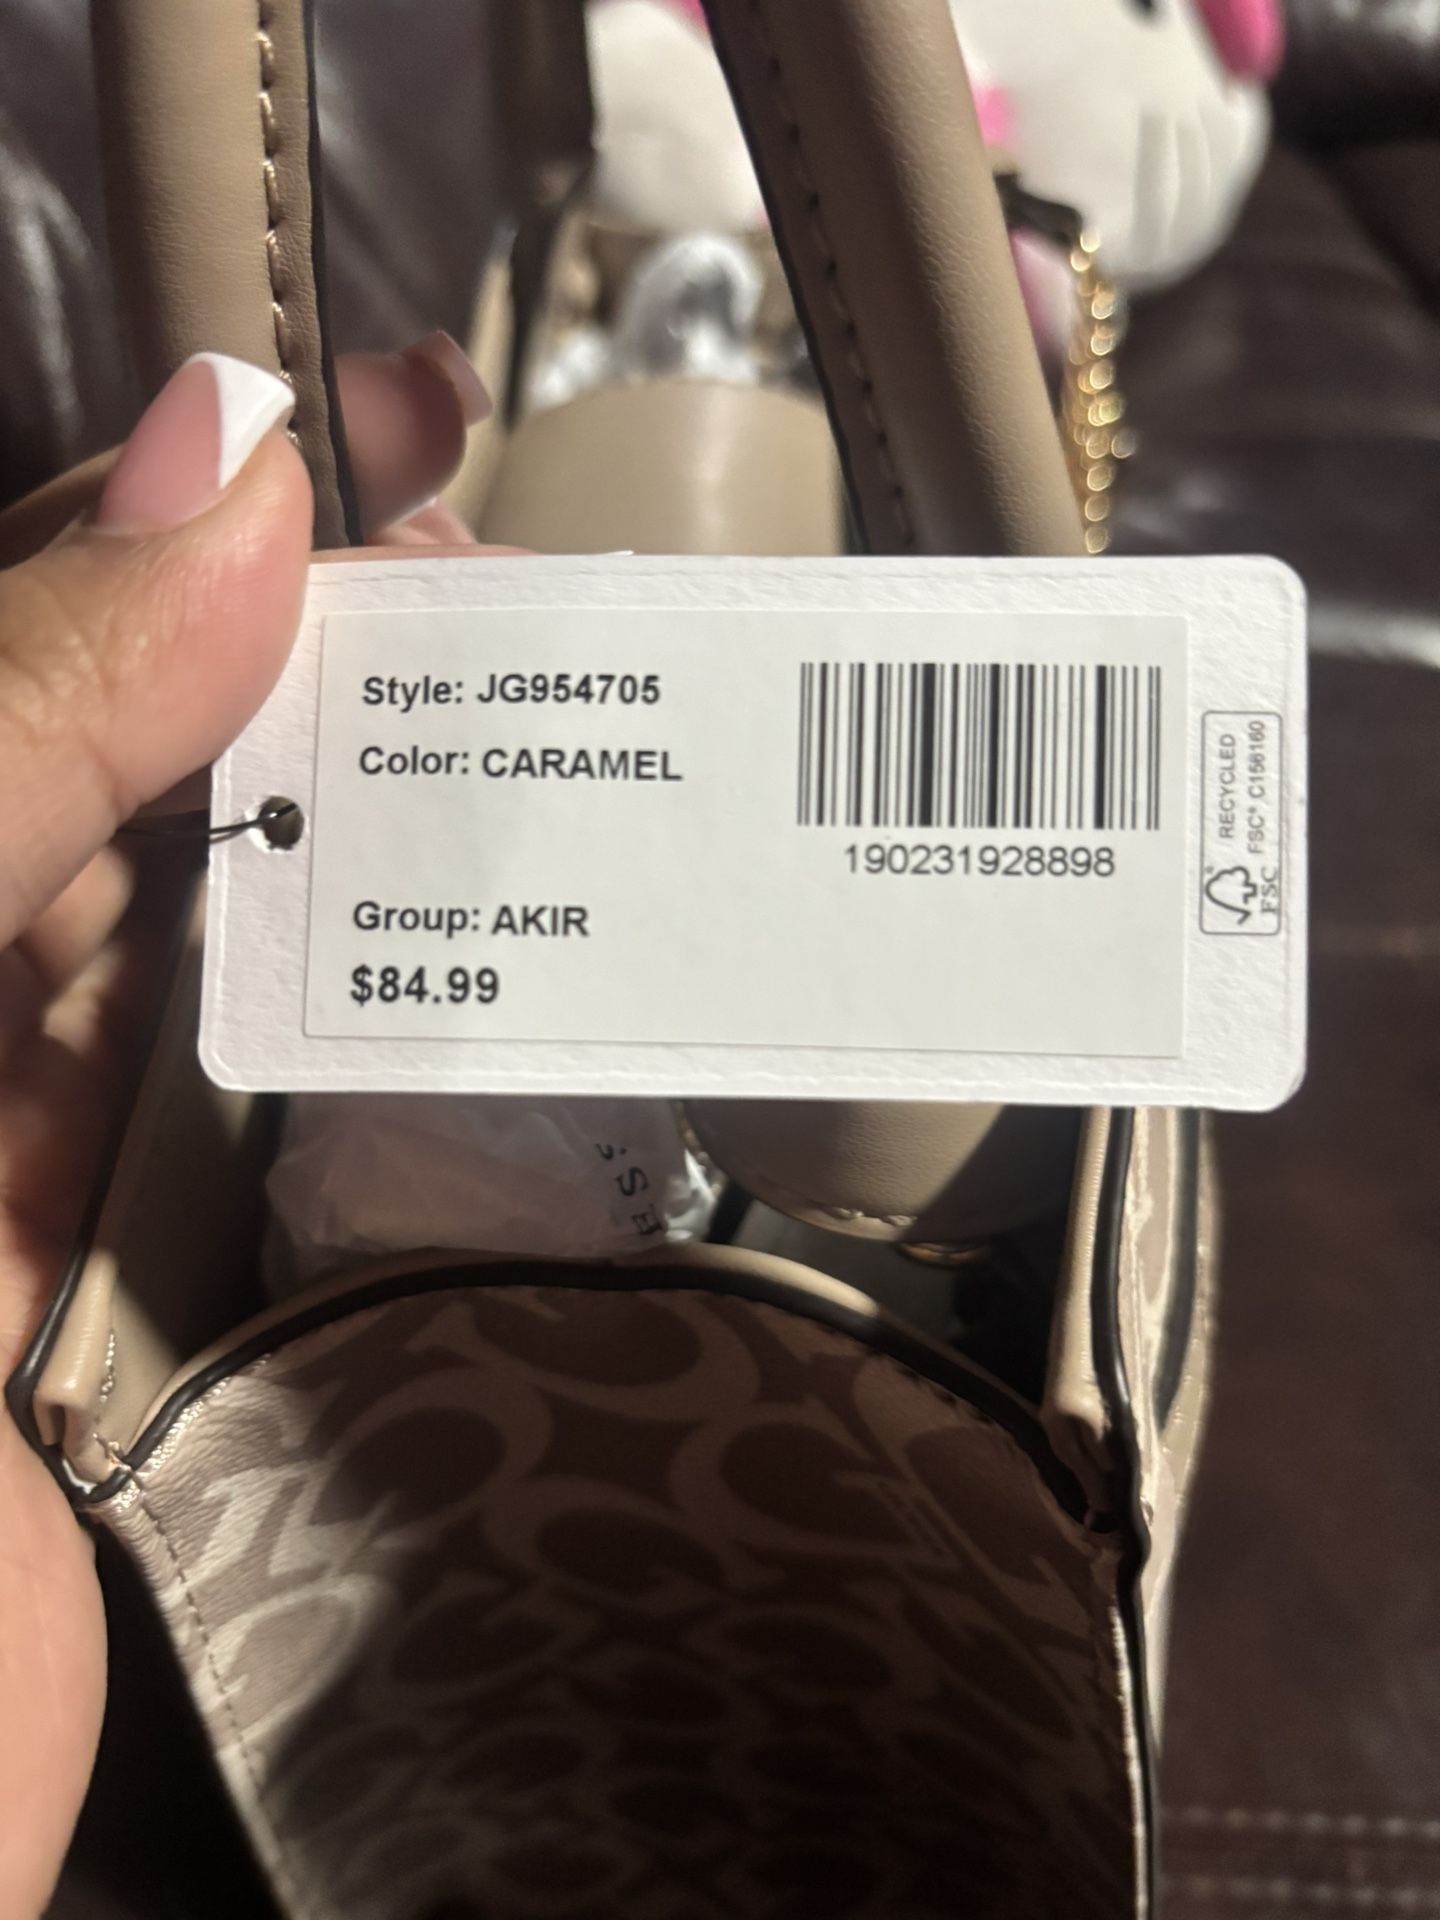 Style: JG954705
Color: CARAMEL
190231928898
Group: AKIR
$84.99
RECYCLED
FSC® C156160
FSC